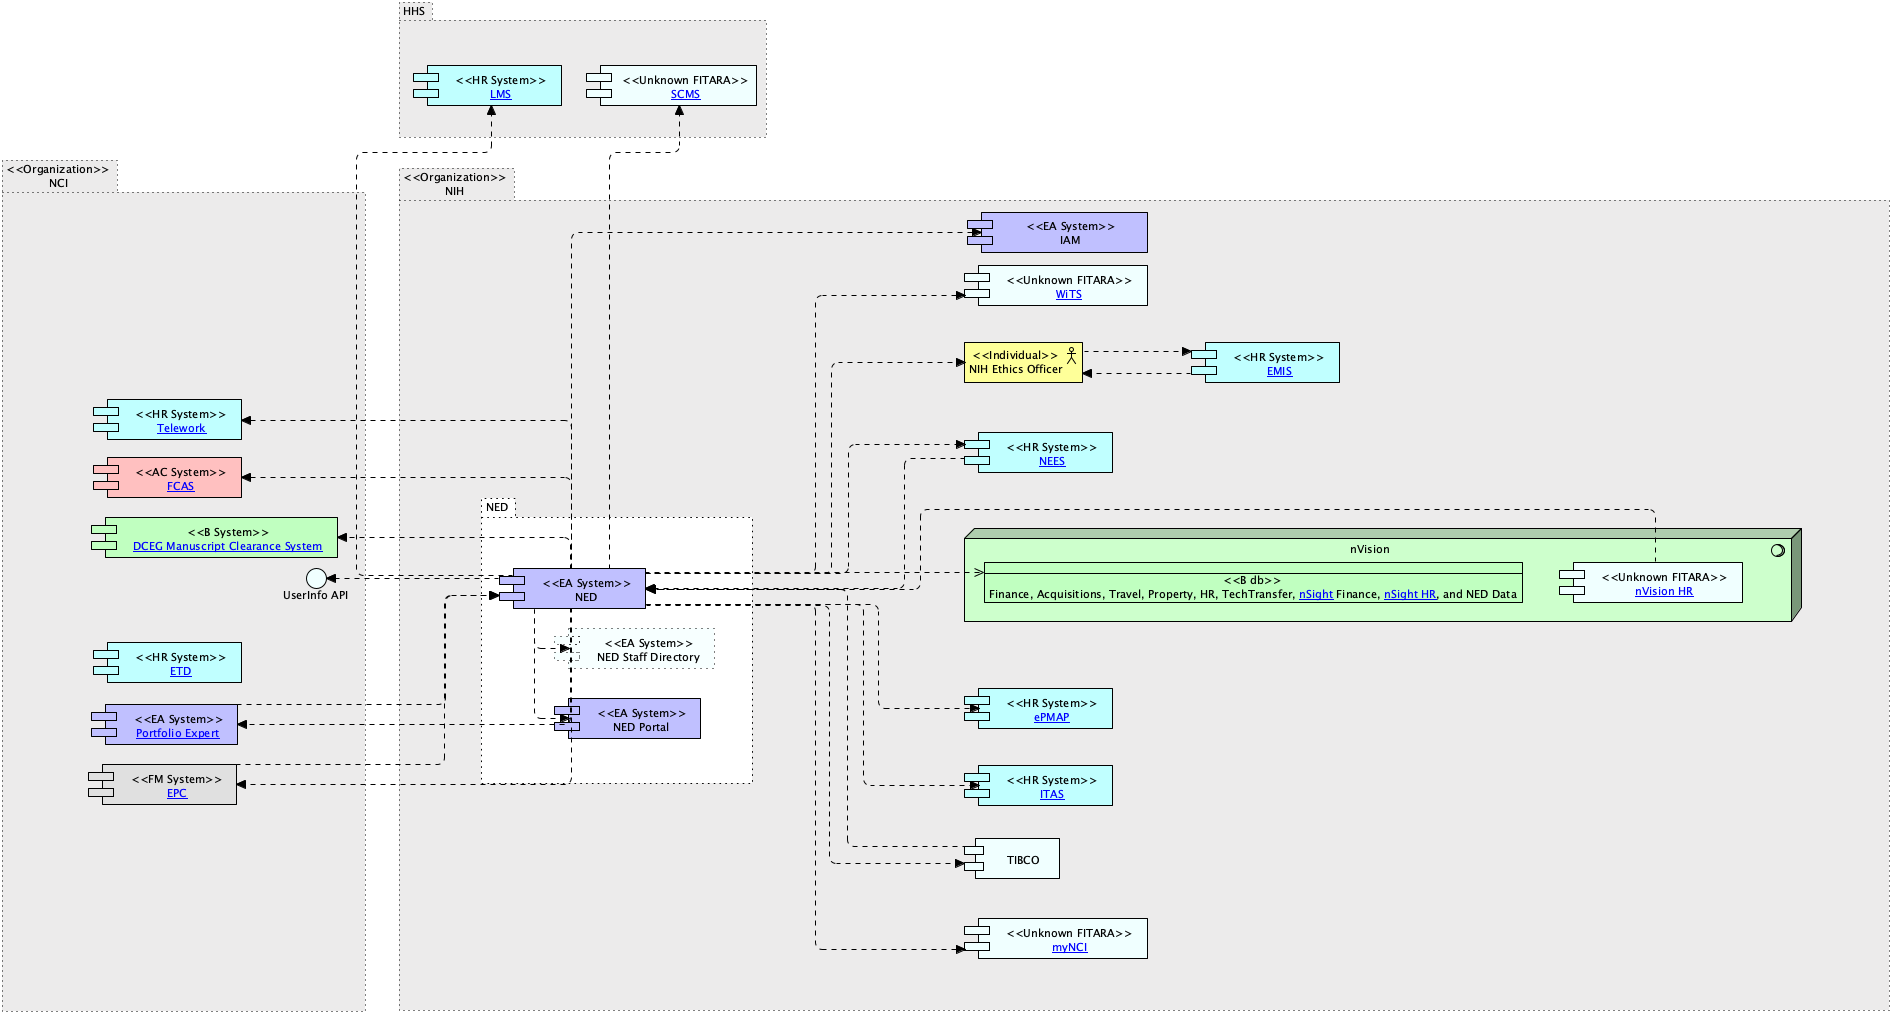 HHS
<<HR System>>
LMS
<<Unknown FITARA>>
SCMS
<<Organization>>
NCI
<<Organization>>
NIH
<<EA System>>
IAM
<<Unknown FITARA>>
WiTS
<<Individual>>
NIH Ethics Officer
<<HR System>>
EMIS
<<HR System>>
Telework
<<HR System>>
NEES
<<AC System>>
FCAS
NED
<<B System>>
DCEG Manuscript Clearance System
nVision
<<B db>>
Finance, Acquisitions, Travel, Property, HR, TechTransfer, nSight Finance, nSight HR, and NED Data
<<Unknown FITARA>>
nVision HR
UserInfo API
<<EA System>>
NED
<<EA System>>
NED Staff Directory
<<HR System>>
ETD
<<EA System>>
Portfolio Expert
<<EA System>>
NED Portal
<<HR System>>
ePMAP
<<FM System>>
EPC
<<HR System>>
ITAS
TIBCO
<<Unknown FITARA>>
myNCI